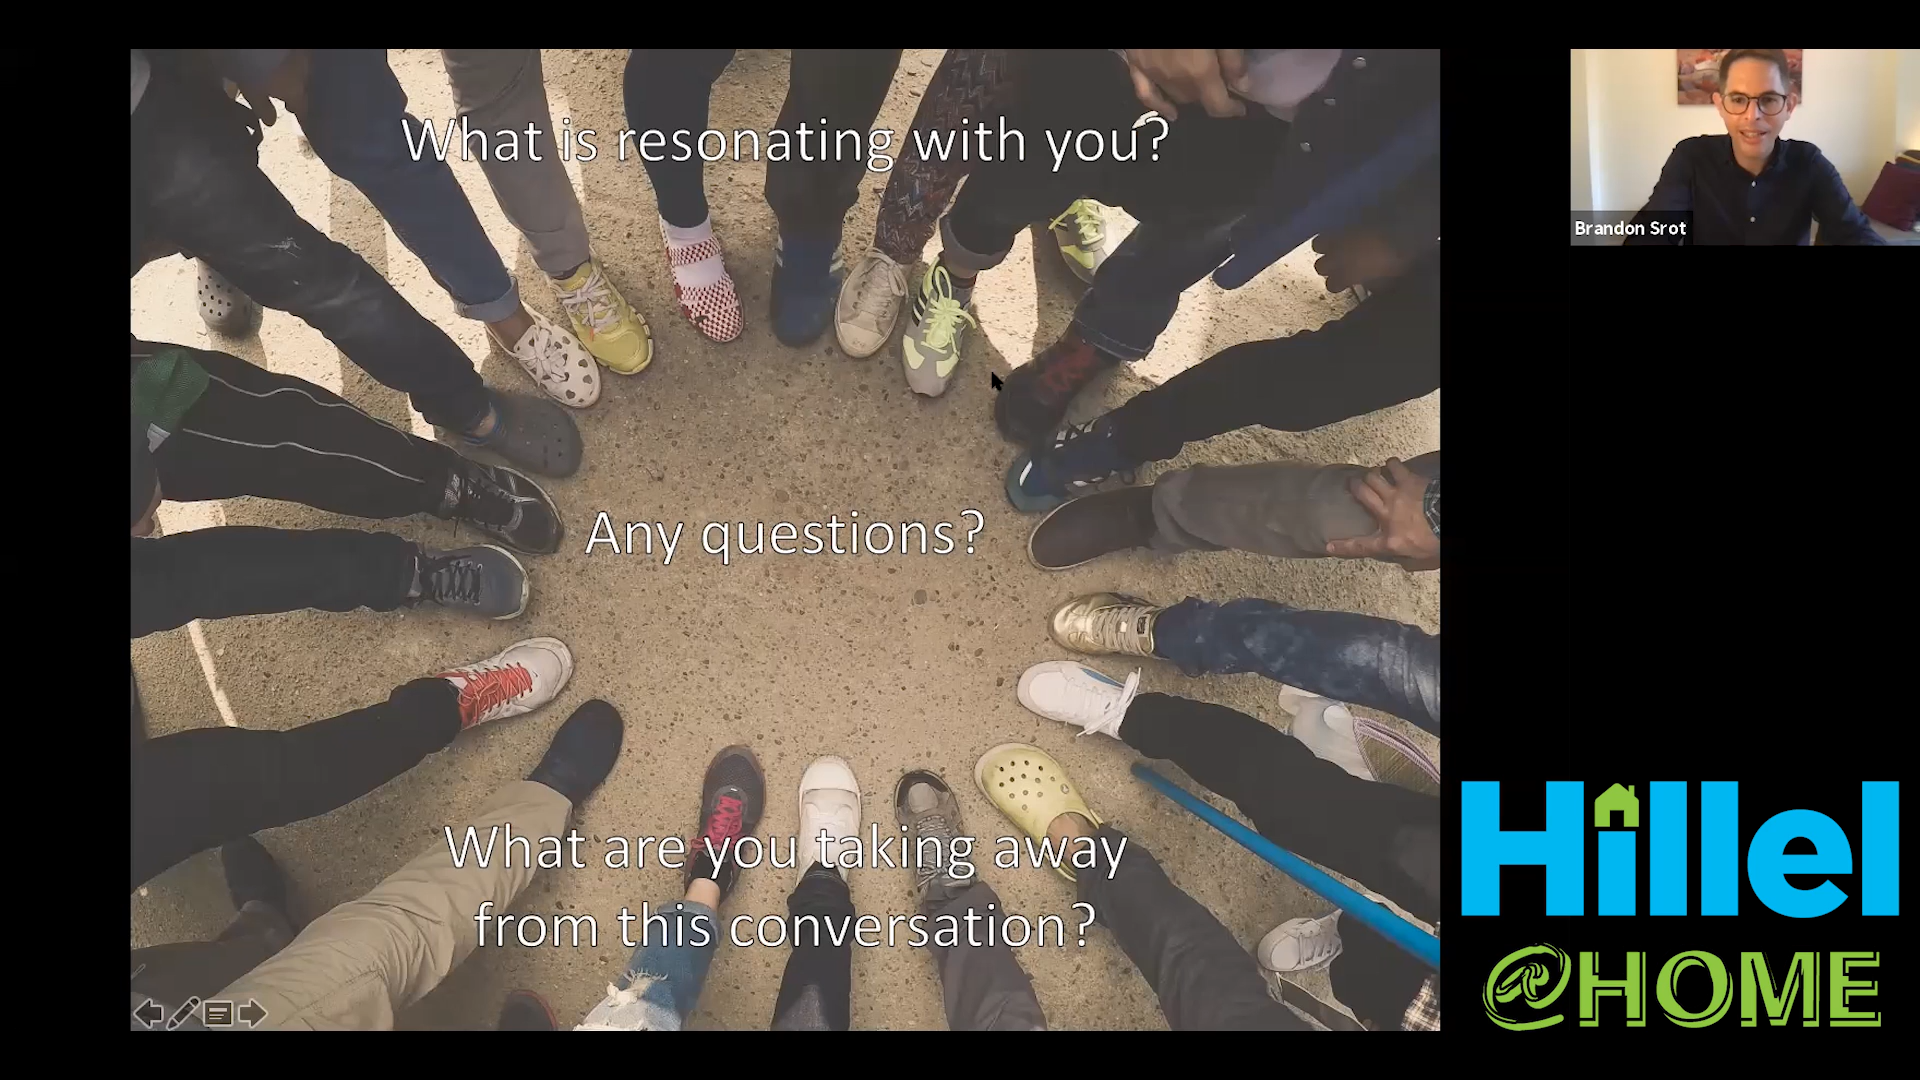 What is resonating with you?
Brandon Srot
Any questions?
What are you taking away
from this conversation?
Hillel
@HOME